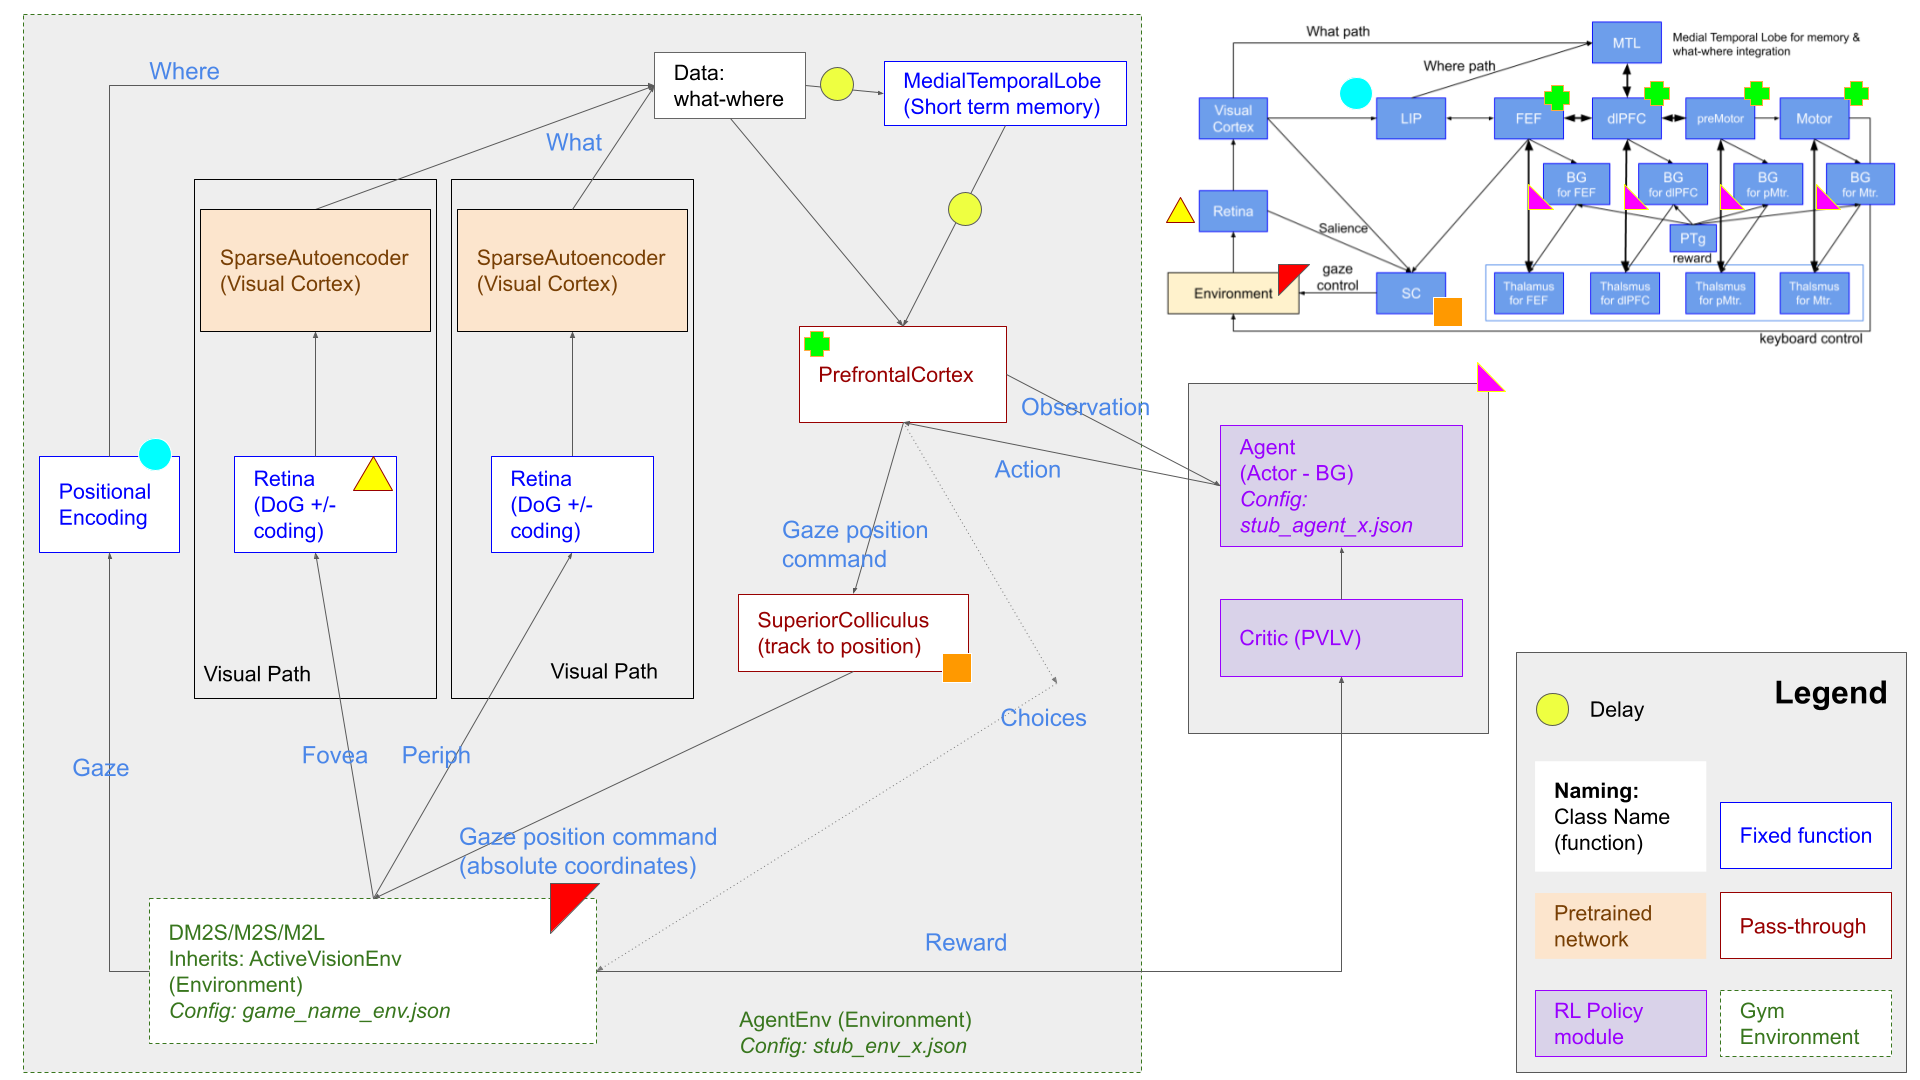 Where
Data:
what-where
MedialTemporalLobe
(Short term memory)
What
SparseAutoencoder
(Visual Cortex)
SparseAutoencoder
(Visual Cortex)
PrefrontalCortex
Observation
Action
Positional
Encoding
Retina
(DoG +/-
coding)
Retina
(DoG +/-
coding)
Gaze position
command
SuperiorColliculus
(track to position)
Visual Path
Visual Path
Choices
Gaze
Fovea
Periph
Gaze position command
(absolute coordinates)
DM2S/M2S/M2L
Inherits: ActiveVisionEnv
(Environment)
Config: game_name_env.json
Reward
AgentEnv (Environment)
Config: stub_env_x.json
Agent
(Actor - BG)
Config:
stub_agent_x.json
Critic (PVLV)
What path
MTL
Medial Temporal Lobe for memory &
what-where integration
Where path
Visual
Cortex
LIP
FEF
dlPFC
preMotor
Motor
BG
for FEF
BG
for dlPFC
BG
for pMtr.
BG
for Mtr.
Retina
Salience
PTg
reward
Environment
gaze
control
SC
Thalamus
for FEF
Thalsmus
for dlPFC
Thalsmus
for pMtr.
Thalsmus
for Mtr.
keyboard control
Legend
Delay
Naming:
Class Name
(function)
Fixed function
Pretrained
network
Pass-through
RL Policy
module
Gym
Environment